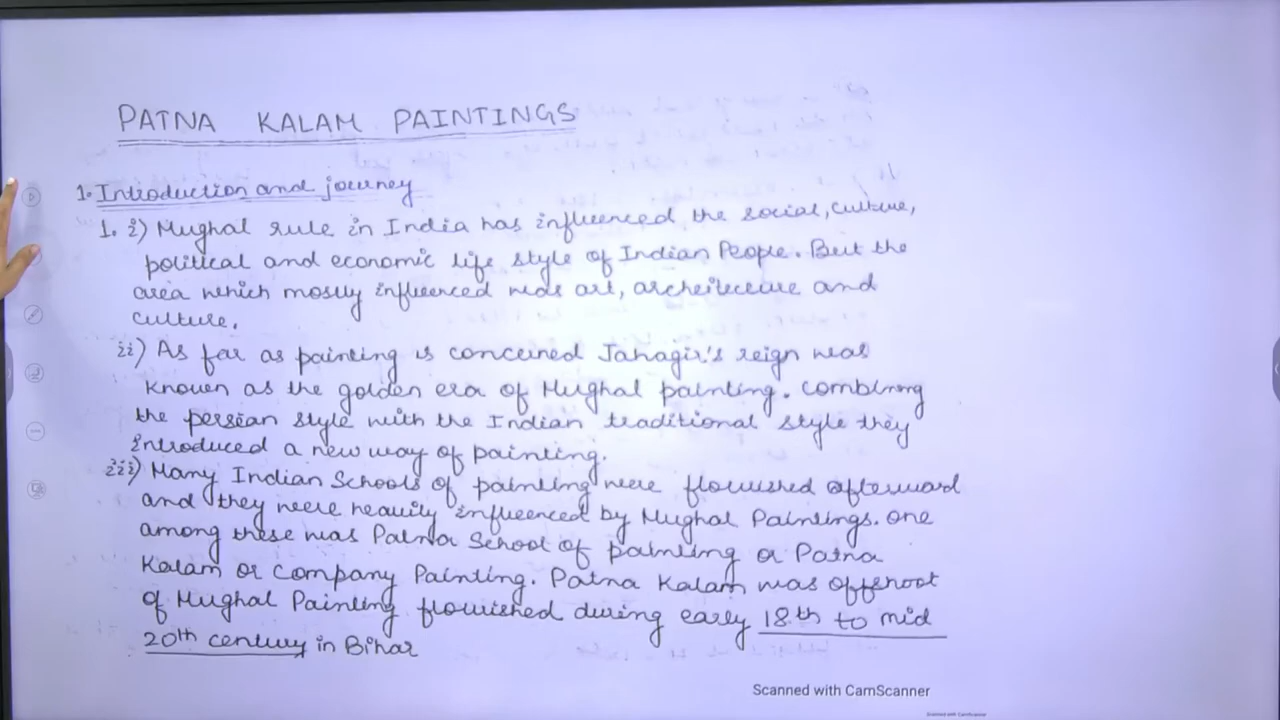 PATNA KALAM PAINTINGS
1. Introduction and journey
1. i) Mughal rule in India has influenced the social, culture,
political and economic life style of Indian People. But the
area which mostly influenced was art, architecture and
culture.
ii) As far as painting is concerned Jahagir's reign was
known as the golden era of Mughal painting. combining
the persian style with the Indian traditional style they
introduced a new way of painting.
iii) Many Indian Schools of painting were flourished afterward
and they were heavily influenced by Mughal Paintings. One
among these was Patna School of painting or Patna
Kalam or Company Painting. Patna Kalam was offshoot
of Mughal Painting flourished during early 18th to mid
20th century in Bihar
Scanned with CamScanner
Scanned with CamScanner